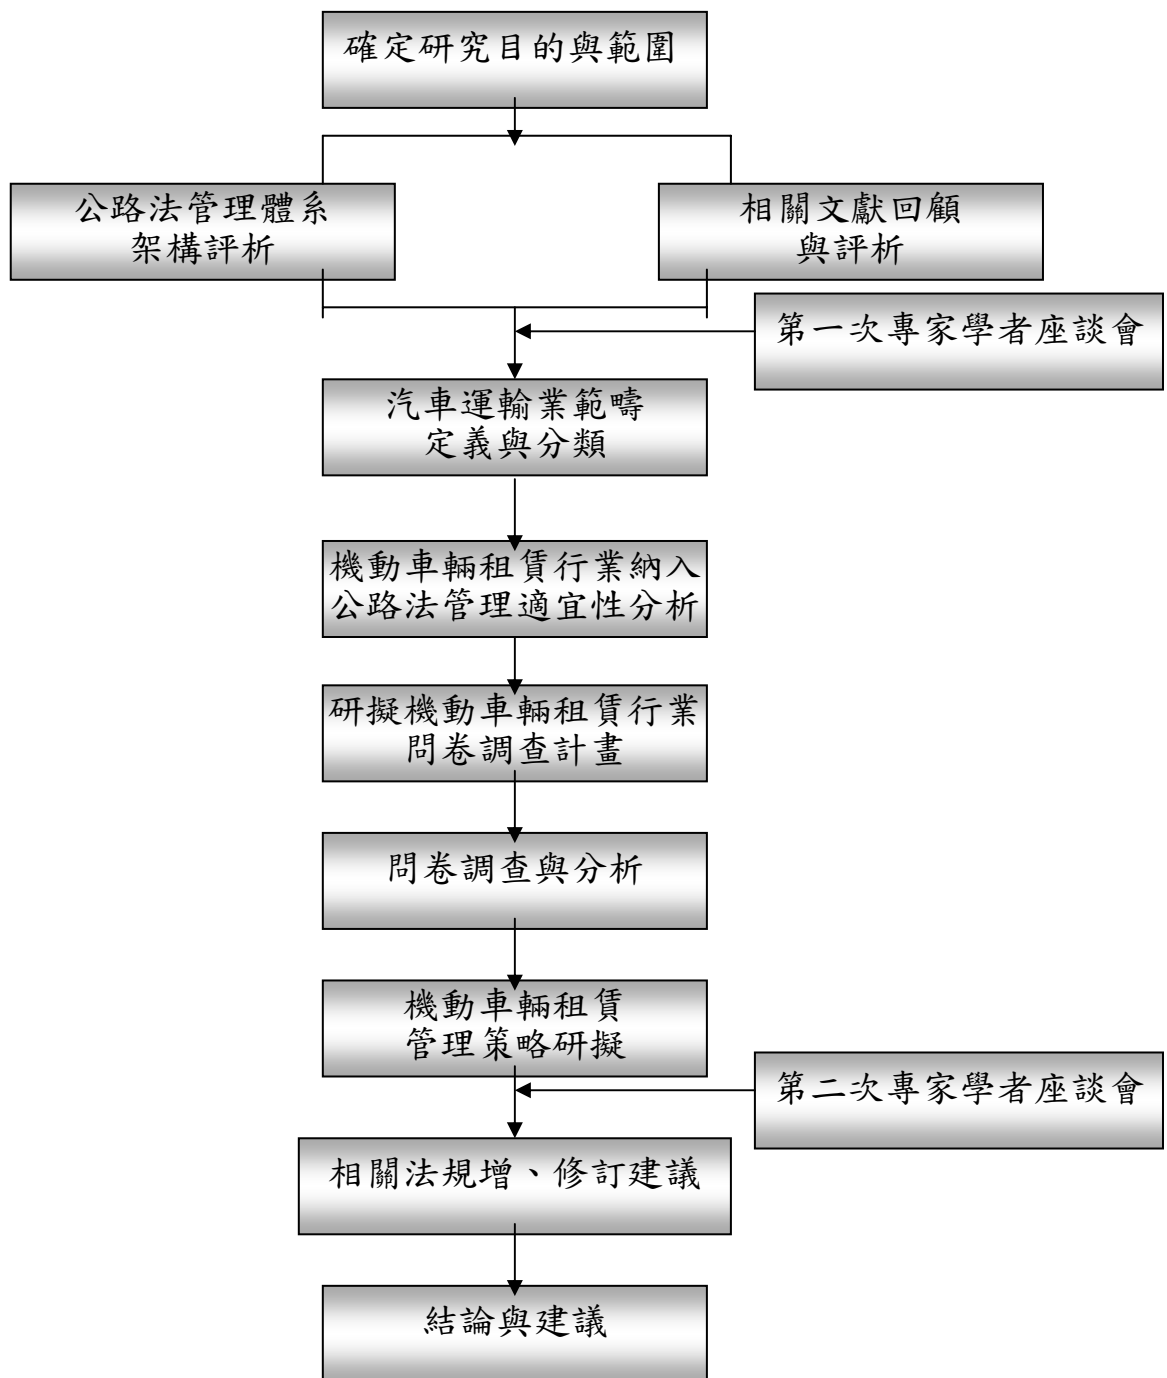 確定研究目的與範圍
公路法管理體系
架構評析
相關文獻回顧
與評析
第一次專家學者座談會
汽車運輸業範疇
定義與分類
機動車輛租賃行業納入
公路法管理適宜性分析
研擬機動車輛租賃行業
問卷調查計畫
問卷調查與分析
機動車輛租賃
管理策略研擬
第二次專家學者座談會
相關法規增、修訂建議
結論與建議